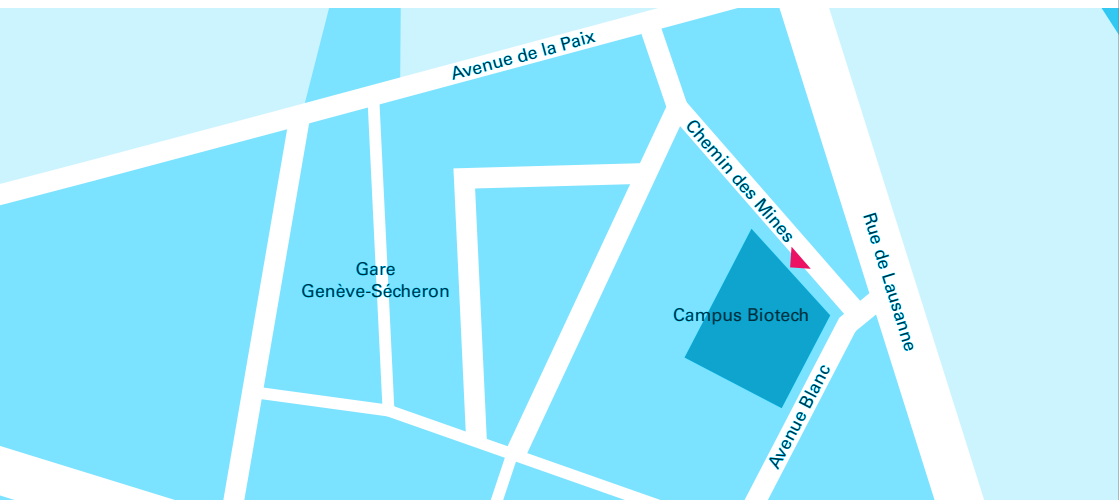 Avenue de la Paix
Chemin des Mines
Rue de Lausanne
Gare
Genève-Sécheron
Campus Biotech
Avenue Blanc